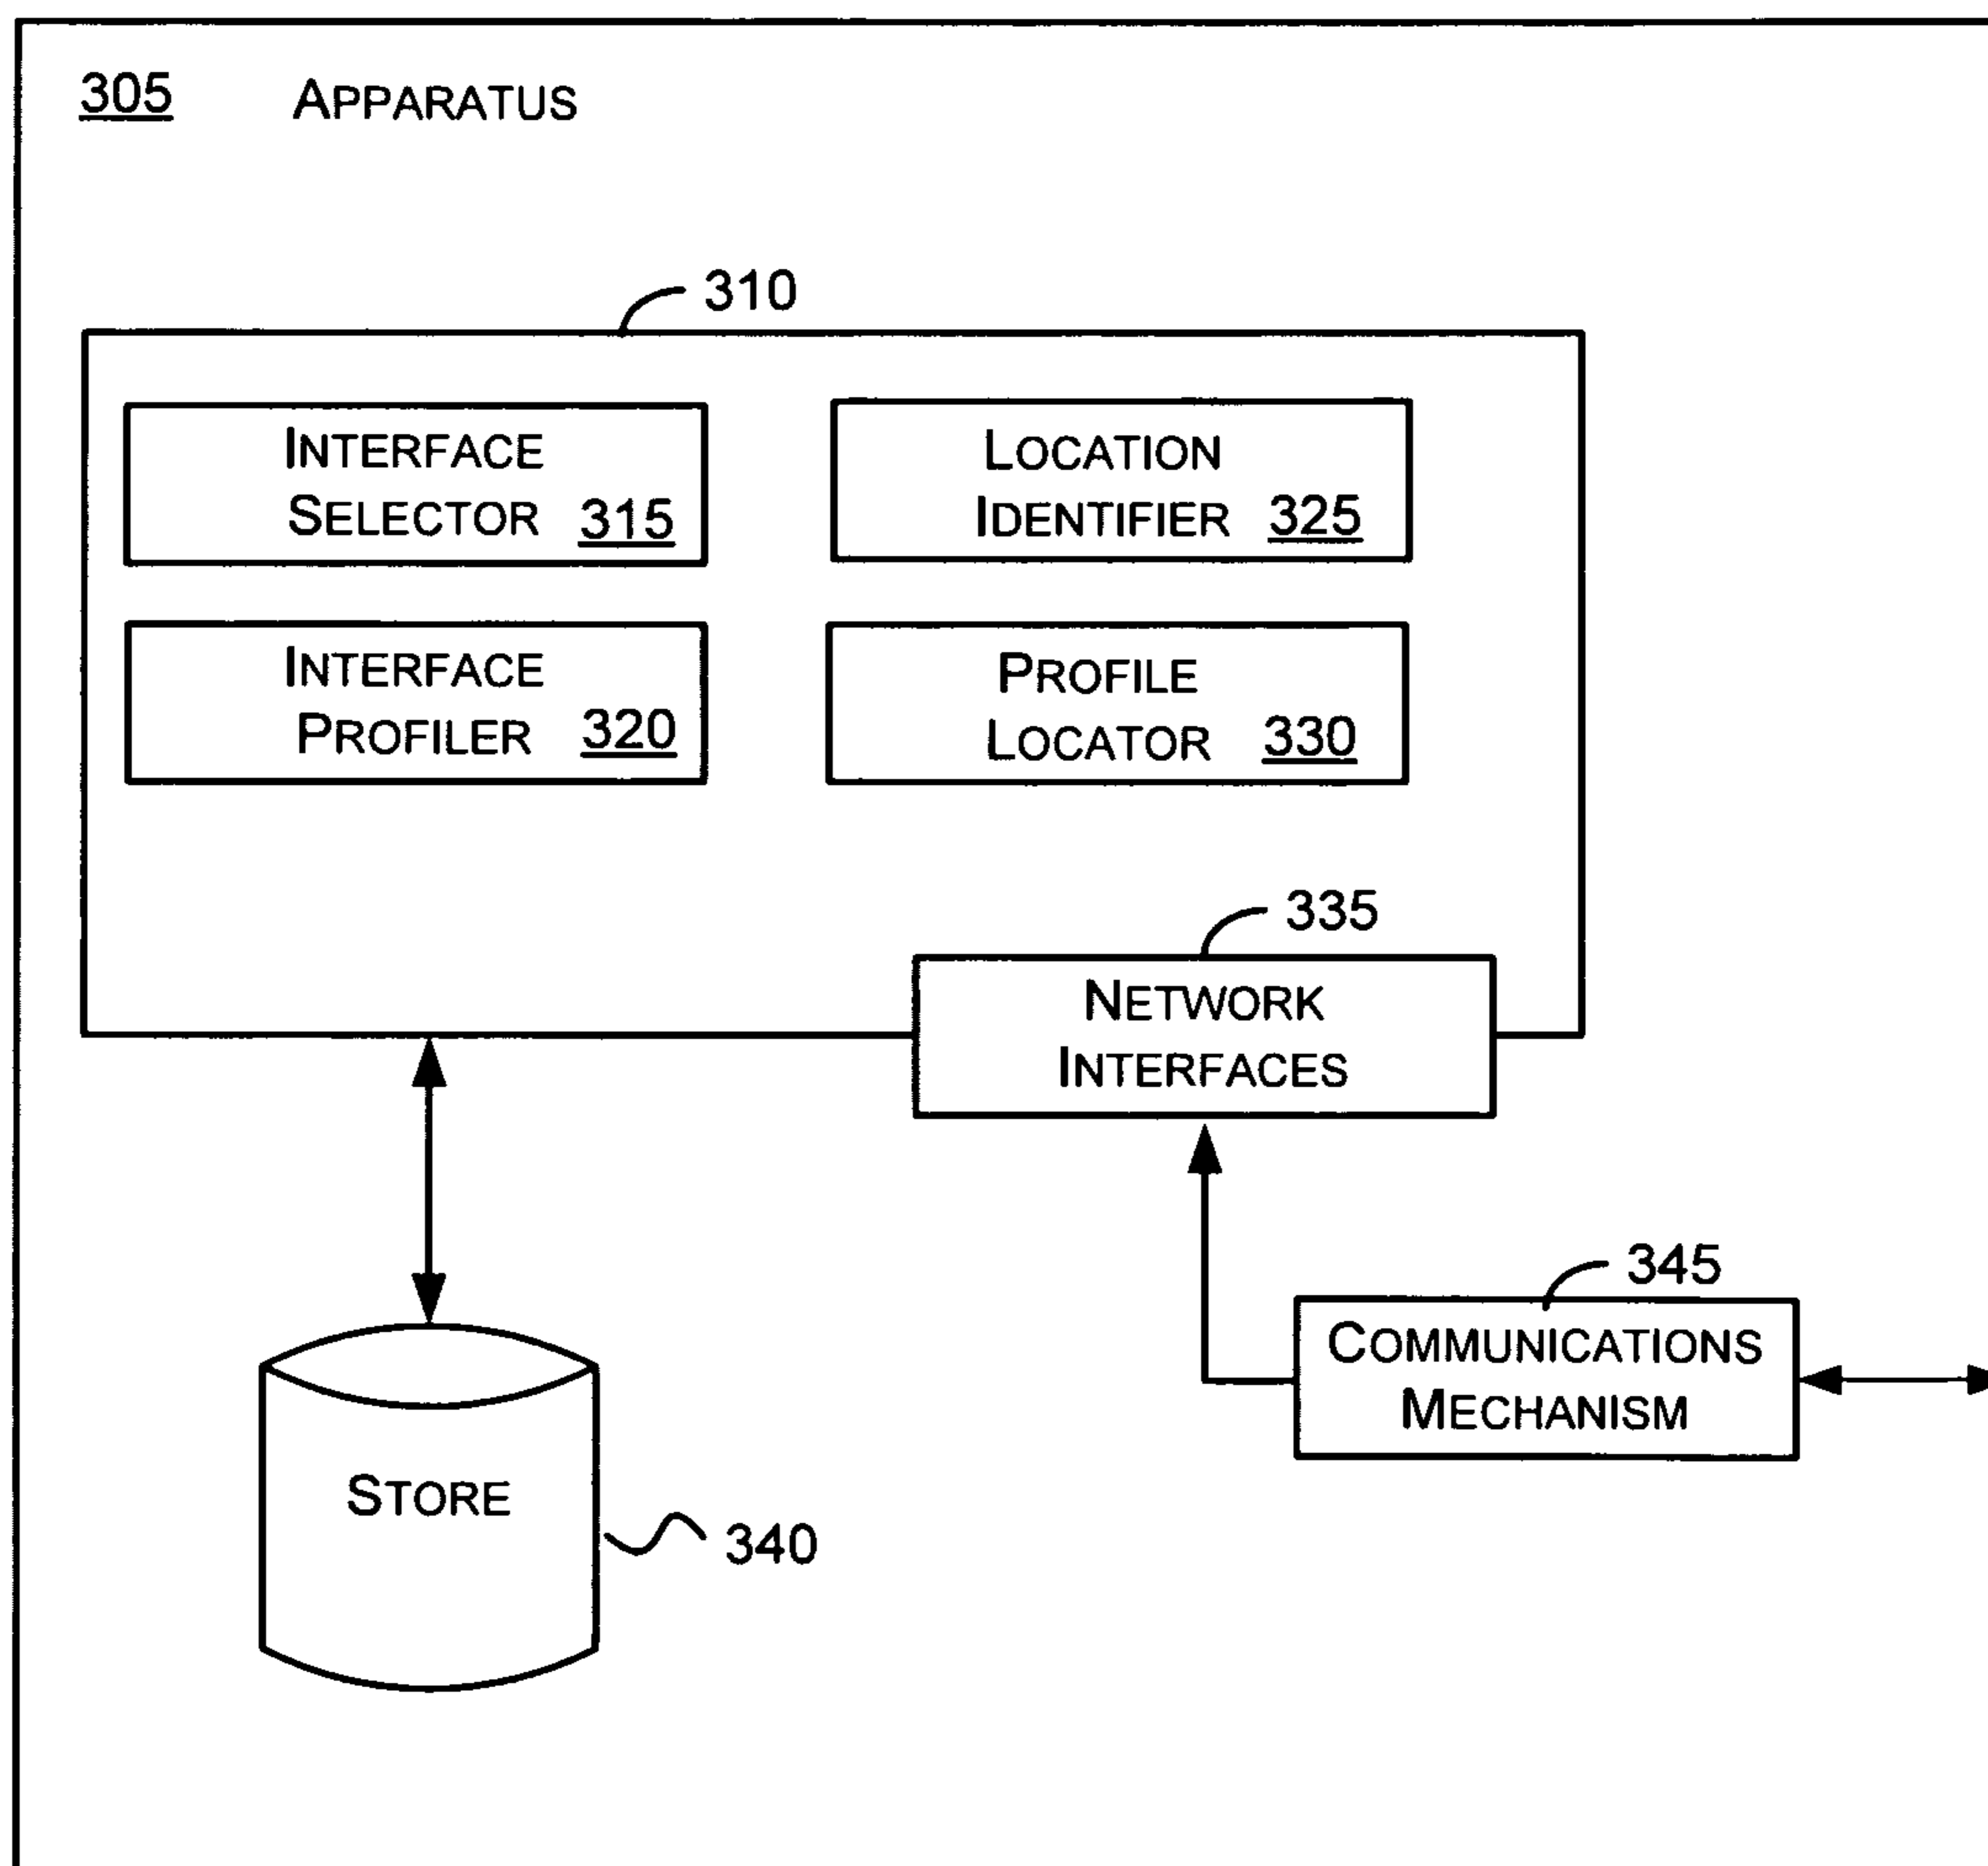 305 APPARATUS
310
INTERFACE
SELECTOR 315
LOCATION
IDENTIFIER 325
INTERFACE
PROFILER 320
PROFILE
LOCATOR 330
335
NETWORK
INTERFACES
345
COMMUNICATIONS
MECHANISM
STORE
340